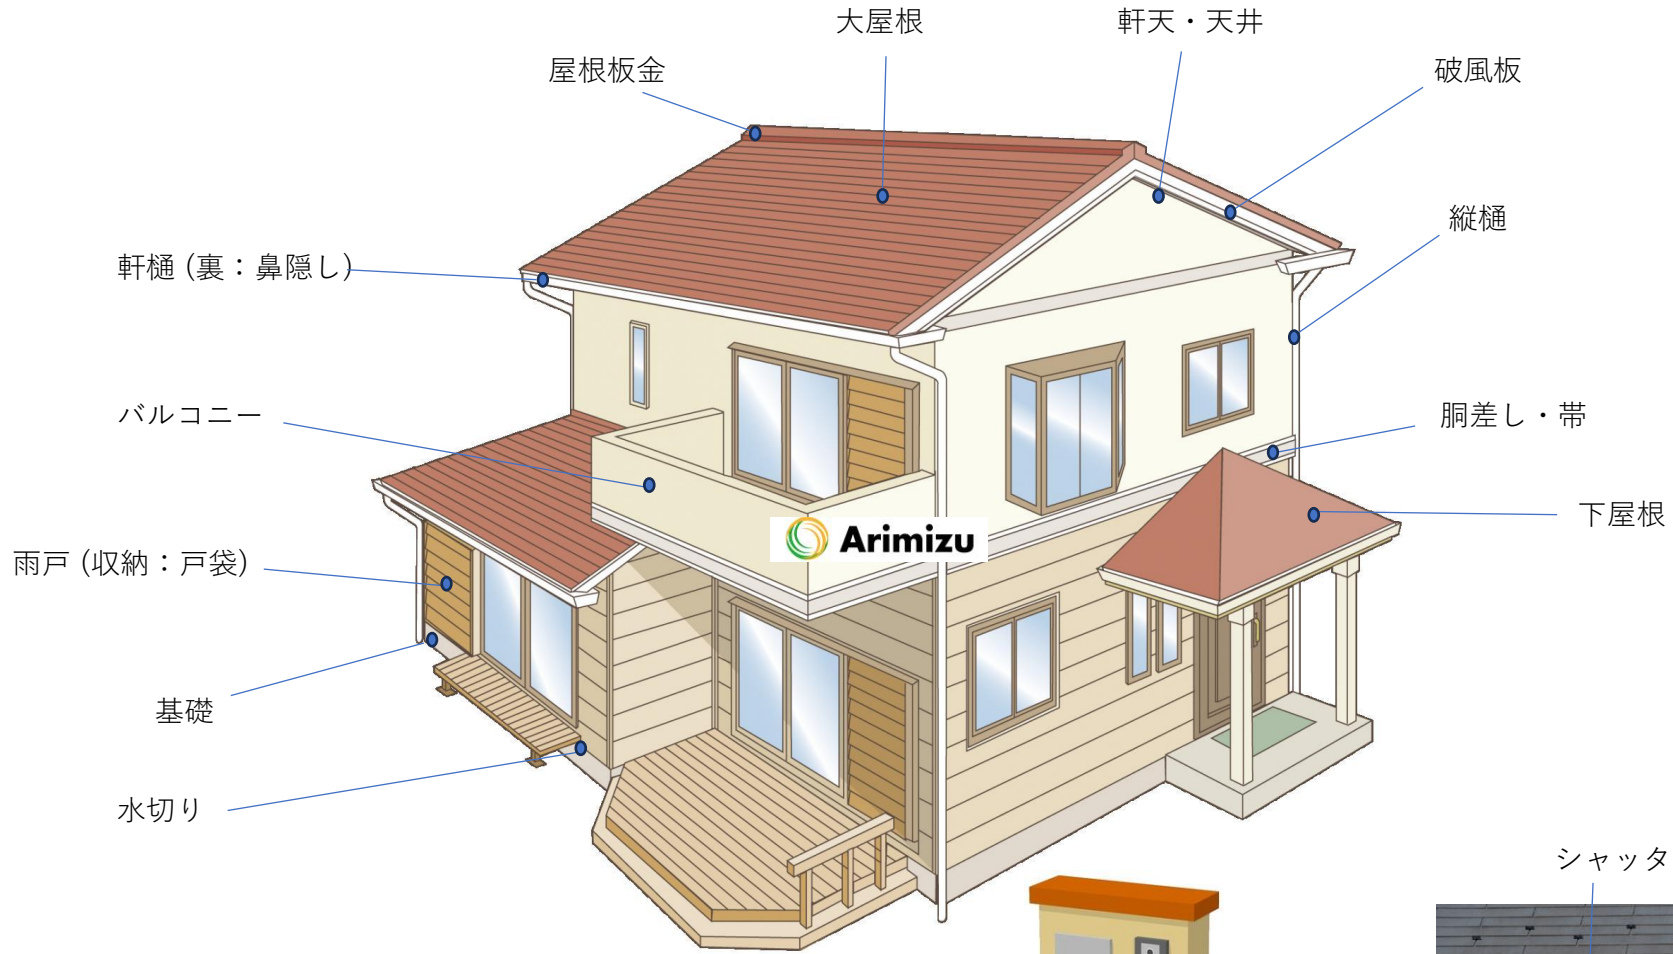 大屋根
軒天・天井
屋根板金
破風板
縦樋
軒樋 (裏：鼻隠し)
バルコニー
胴差し・帯
下屋根
Arimizu
雨戸 (収納：戸袋)
基礎
水切り
シャッタ